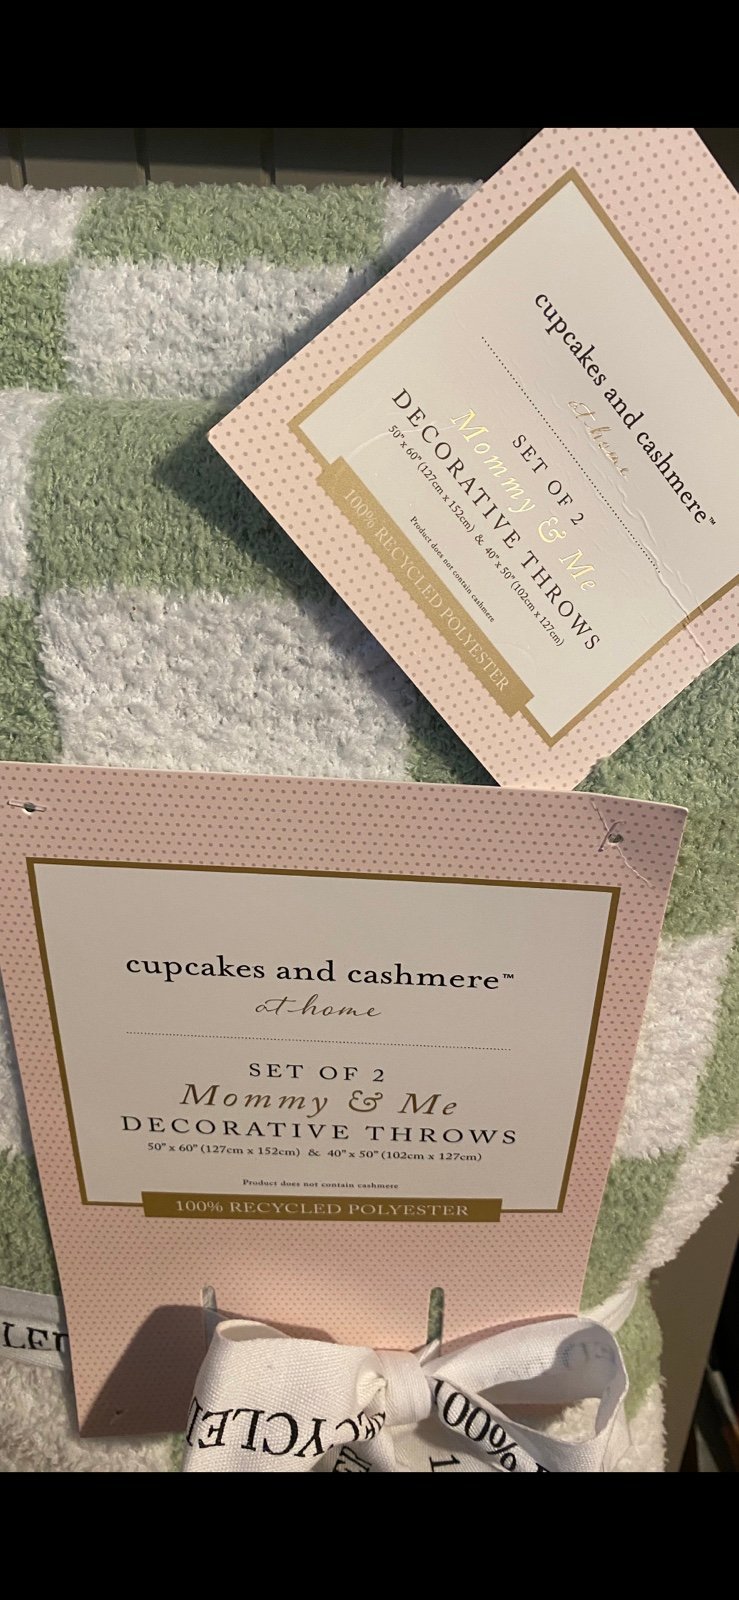 cupcakes and cashmere™
at home
SET OF 2
Mommy & Me
DECORATIVE THROWS
50" x 60" (127cm x 152cm) & 40" x 50" (102cm x 127cm)
Product does not contain cashmere
100% RECYCLED POLYESTER
cupcakes and cashmere™
at home
SET OF 2
Mommy & Me
DECORATIVE THROWS
50" x 60" (127cm x 152cm) & 40" x 50" (102cm x 127cm)
Product does not contain cashmere
100% RECYCLED POLYESTER
100%